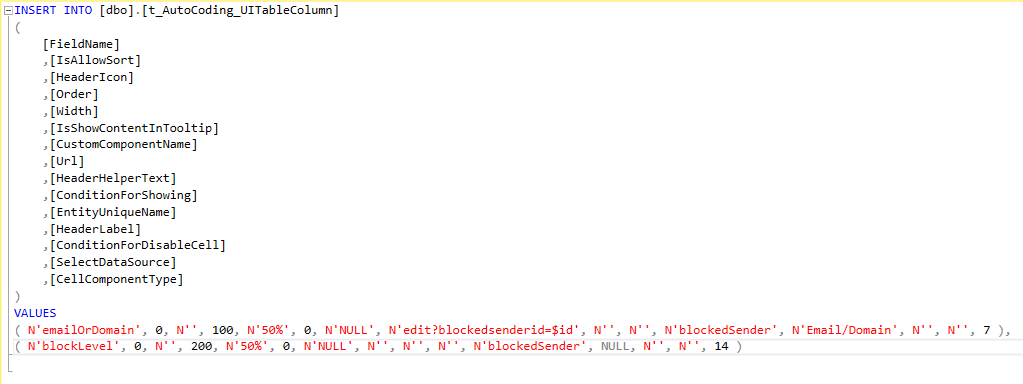 INSERT INTO [dbo].[t_AutoCoding_UITableColumn]
(
[FieldName]
,[IsAllowSort]
,[HeaderIcon]
,[Order]
,[Width]
,[IsShowContentInTooltip]
,[CustomComponentName]
,[Url]
,[HeaderHelperText]
,[ConditionForShowing]
,[EntityUniqueName]
,[HeaderLabel]
,[ConditionForDisableCell]
,[SelectDataSource]
,[CellComponentType]
)
VALUES
( N'emailOrDomain', 0, N'', 100, N'50%', 0, N'NULL', N'edit?blockedsenderid=$id', N'', N'', N'blockedSender', N'Email/Domain', N'', N'', 7 ),
( N'blockLevel', 0, N'', 200, N'50%', 0, N'NULL', N'', N'', N'', N'blockedSender', NULL, N'', N'', 14 )